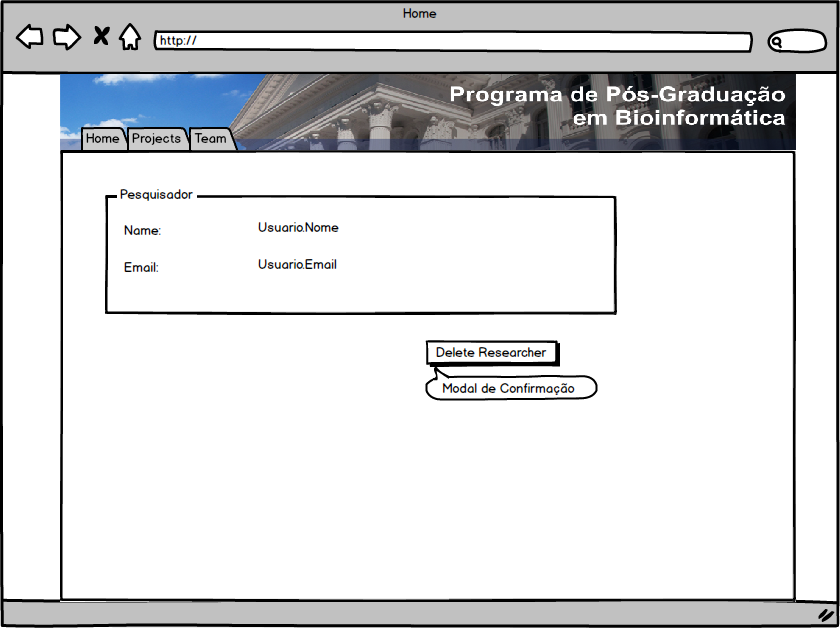 Home
http://
Programa de Pós-Graduação
em Bioinformática
Home Projects Team
Pesquisador
Name: Usuario.Nome
Email: Usuario.Email
Delete Researcher
Modal de Confirmação